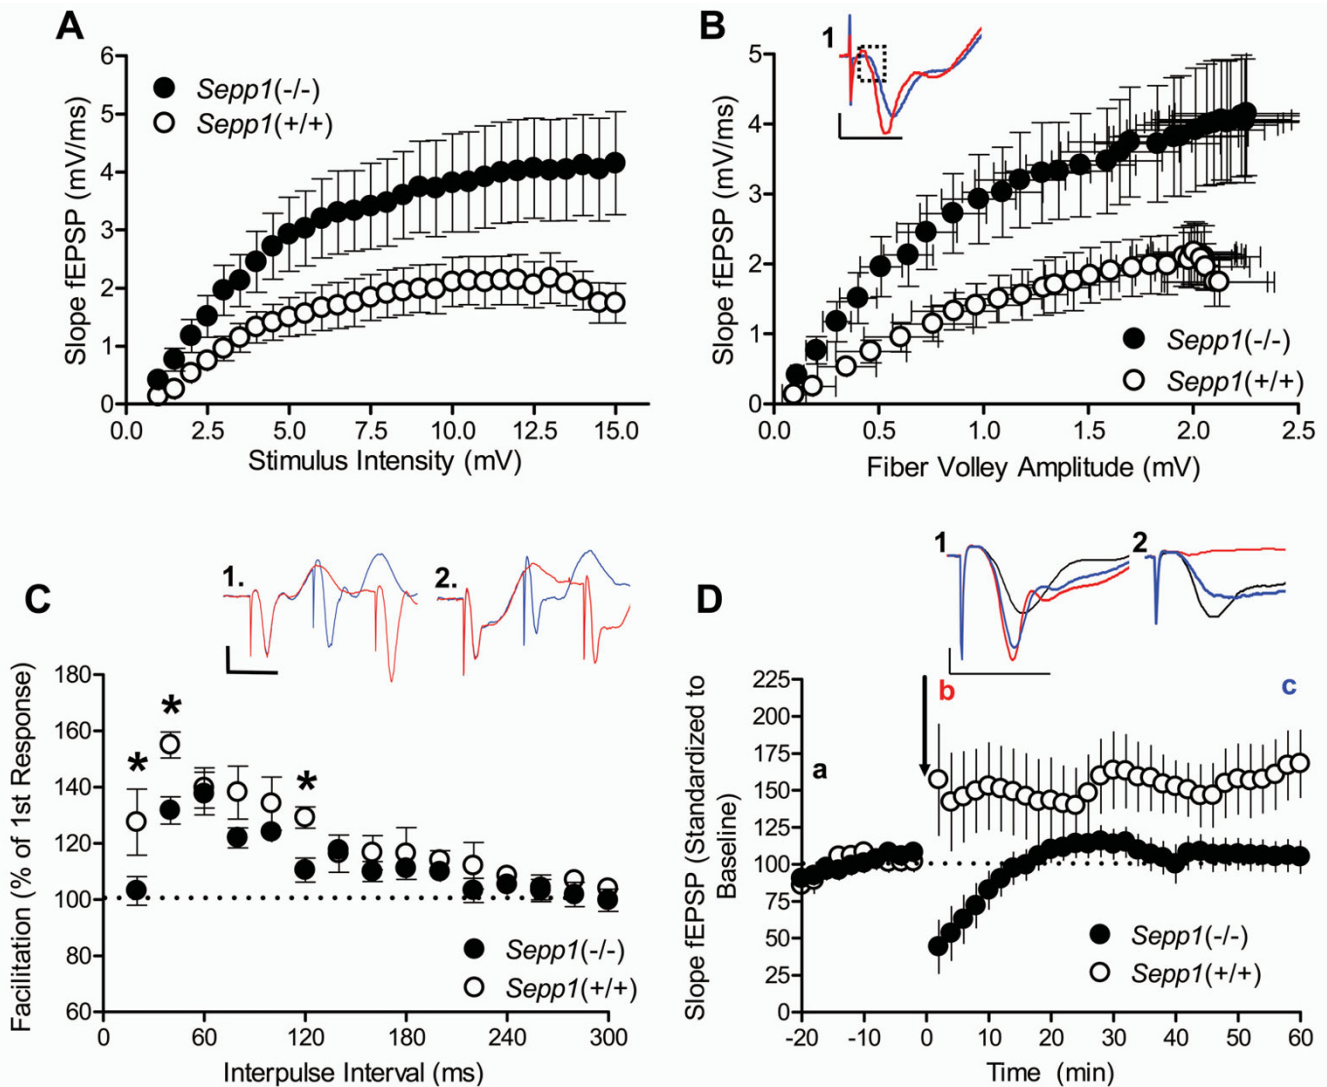 A
6
5
4
3
2
1
0
Slope fEPSP (mV/ms)
Sepp1(-/-)
Sepp1(+/+)
0.0 2.5 5.0 7.5 10.0 12.5 15.0
Stimulus Intensity (mV)
B
1
5
4
3
2
1
0
Slope fEPSP (mV/ms)
Sepp1(-/-)
Sepp1(+/+)
0.0 0.5 1.0 1.5 2.0 2.5
Fiber Volley Amplitude (mV)
C
1. 2.
180
160
140
120
100
80
60
Facilitation (% of 1st Response)
* * *
Sepp1(-/-)
Sepp1(+/+)
0 60 120 180 240 300
Interpulse Interval (ms)
D
1 2
225
200
175
150
125
100
75
50
25
0
Slope fEPSP (Standardized to
Baseline)
a b c
Sepp1(-/-)
Sepp1(+/+)
-20 -10 0 10 20 30 40 50 60
Time (min)